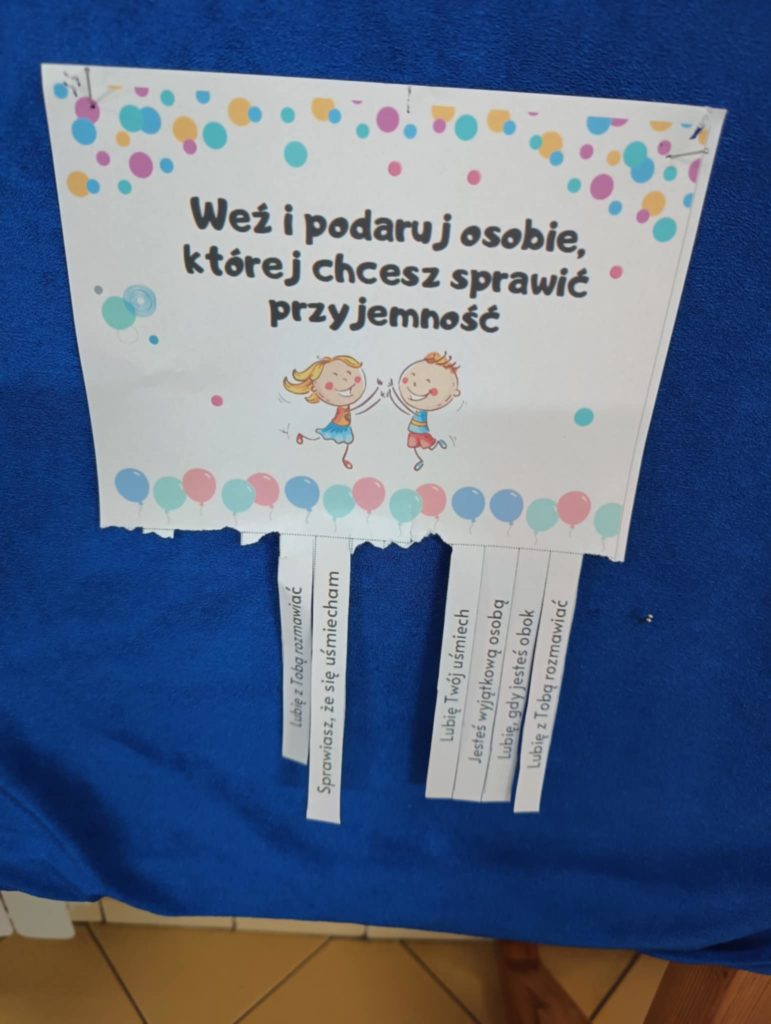 Weź i podaruj osobie,
której chcesz sprawić
przyjemność
Lubię z Tobą rozmawiać
Sprawiasz, że się uśmiecham
Lubię Twój uśmiech
Jesteś wyjątkową osobą
Lubię, gdy jesteś obok
Lubię z Tobą rozmawiać